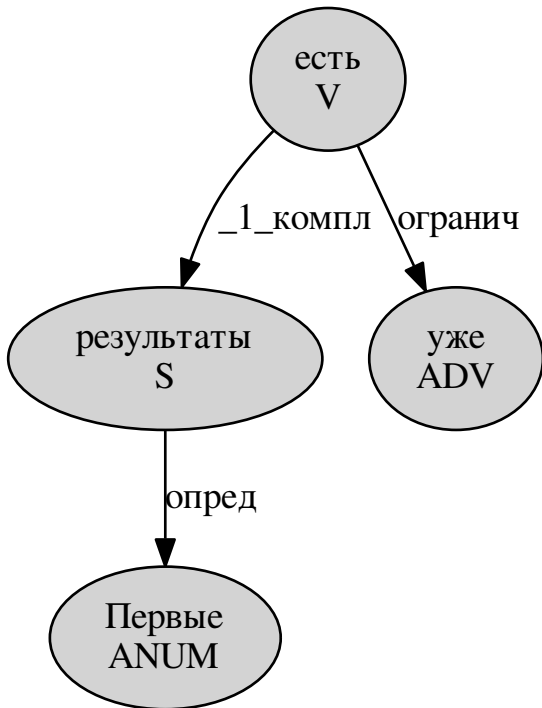 есть
V
_1_компл
огранич
результаты
S
уже
ADV
опред
Первые
ANUM